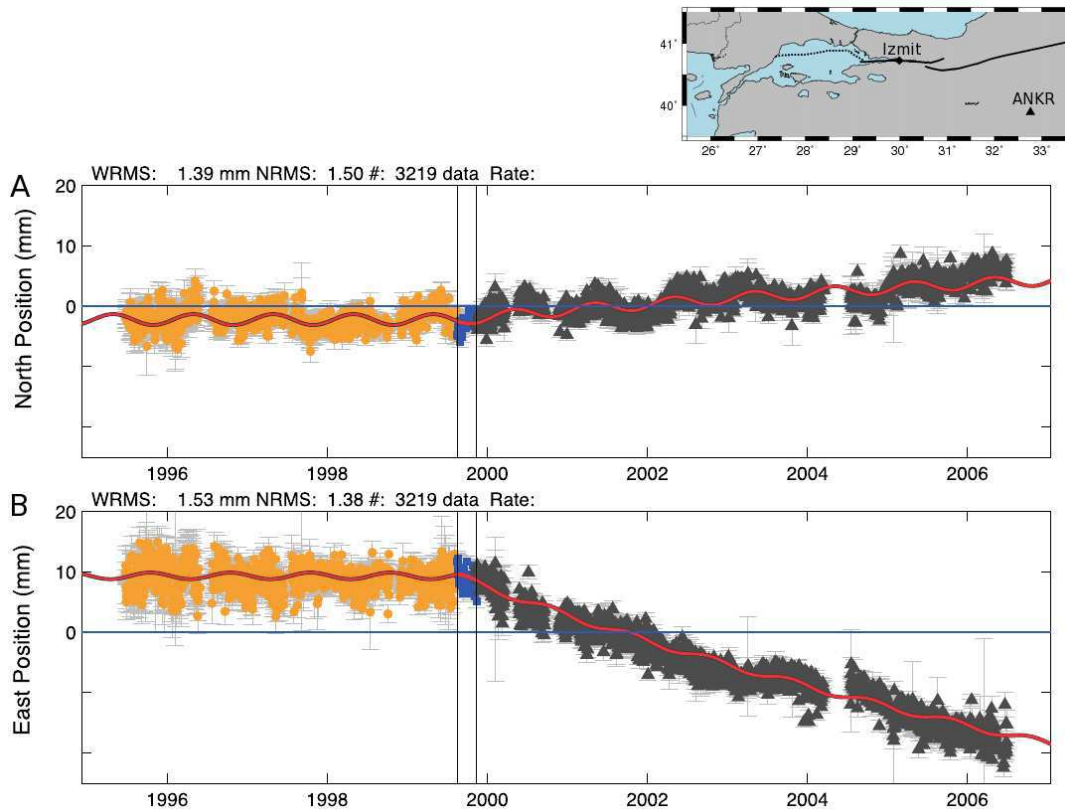 41°
Izmit
40°
ANKR
26° 27° 28° 29° 30° 31° 32° 33°
A
WRMS: 1.39 mm NRMS: 1.50 #: 3219 data Rate:
20
10
0
North Position (mm)
1996 1998 2000 2002 2004 2006
B
WRMS: 1.53 mm NRMS: 1.38 #: 3219 data Rate:
20
10
0
East Position (mm)
1996 1998 2000 2002 2004 2006